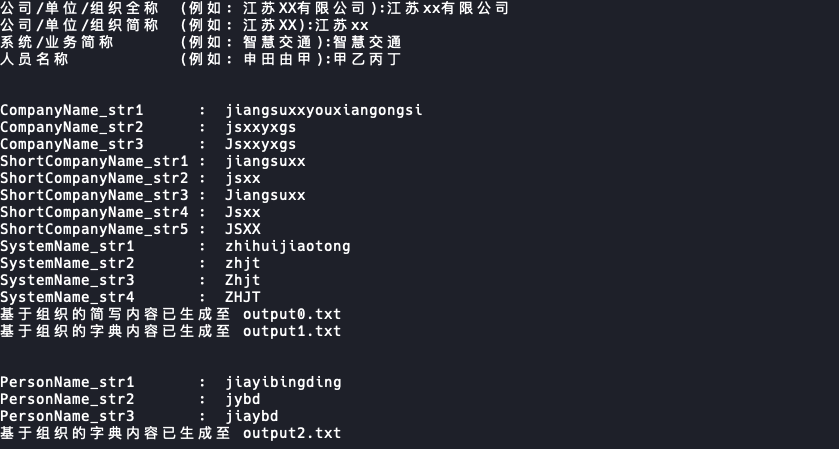 公司/单位/组织全称  (例如: 江苏XX有限公司):江苏xx有限公司
公司/单位/组织简称  (例如: 江苏XX):江苏xx
系统/业务简称       (例如: 智慧交通):智慧交通
人员名称            (例如: 申田由甲):甲乙丙丁
CompanyName_str1      :  jiangsuxxyouxiangongsi
CompanyName_str2      :  jsxxyxgs
CompanyName_str3      :  Jsxxyxgs
ShortCompanyName_str1 :  jiangsuxx
ShortCompanyName_str2 :  jsxx
ShortCompanyName_str3 :  Jiangsuxx
ShortCompanyName_str4 :  Jsxx
ShortCompanyName_str5 :  JSXX
SystemName_str1       :  zhihuijiaotong
SystemName_str2       :  zhjt
SystemName_str3       :  Zhjt
SystemName_str4       :  ZHJT
基于组织的简写内容已生成至 output0.txt
基于组织的字典内容已生成至 output1.txt
PersonName_str1       :  jiayibingding
PersonName_str2       :  jybd
PersonName_str3       :  jiaybd
基于组织的字典内容已生成至 output2.txt